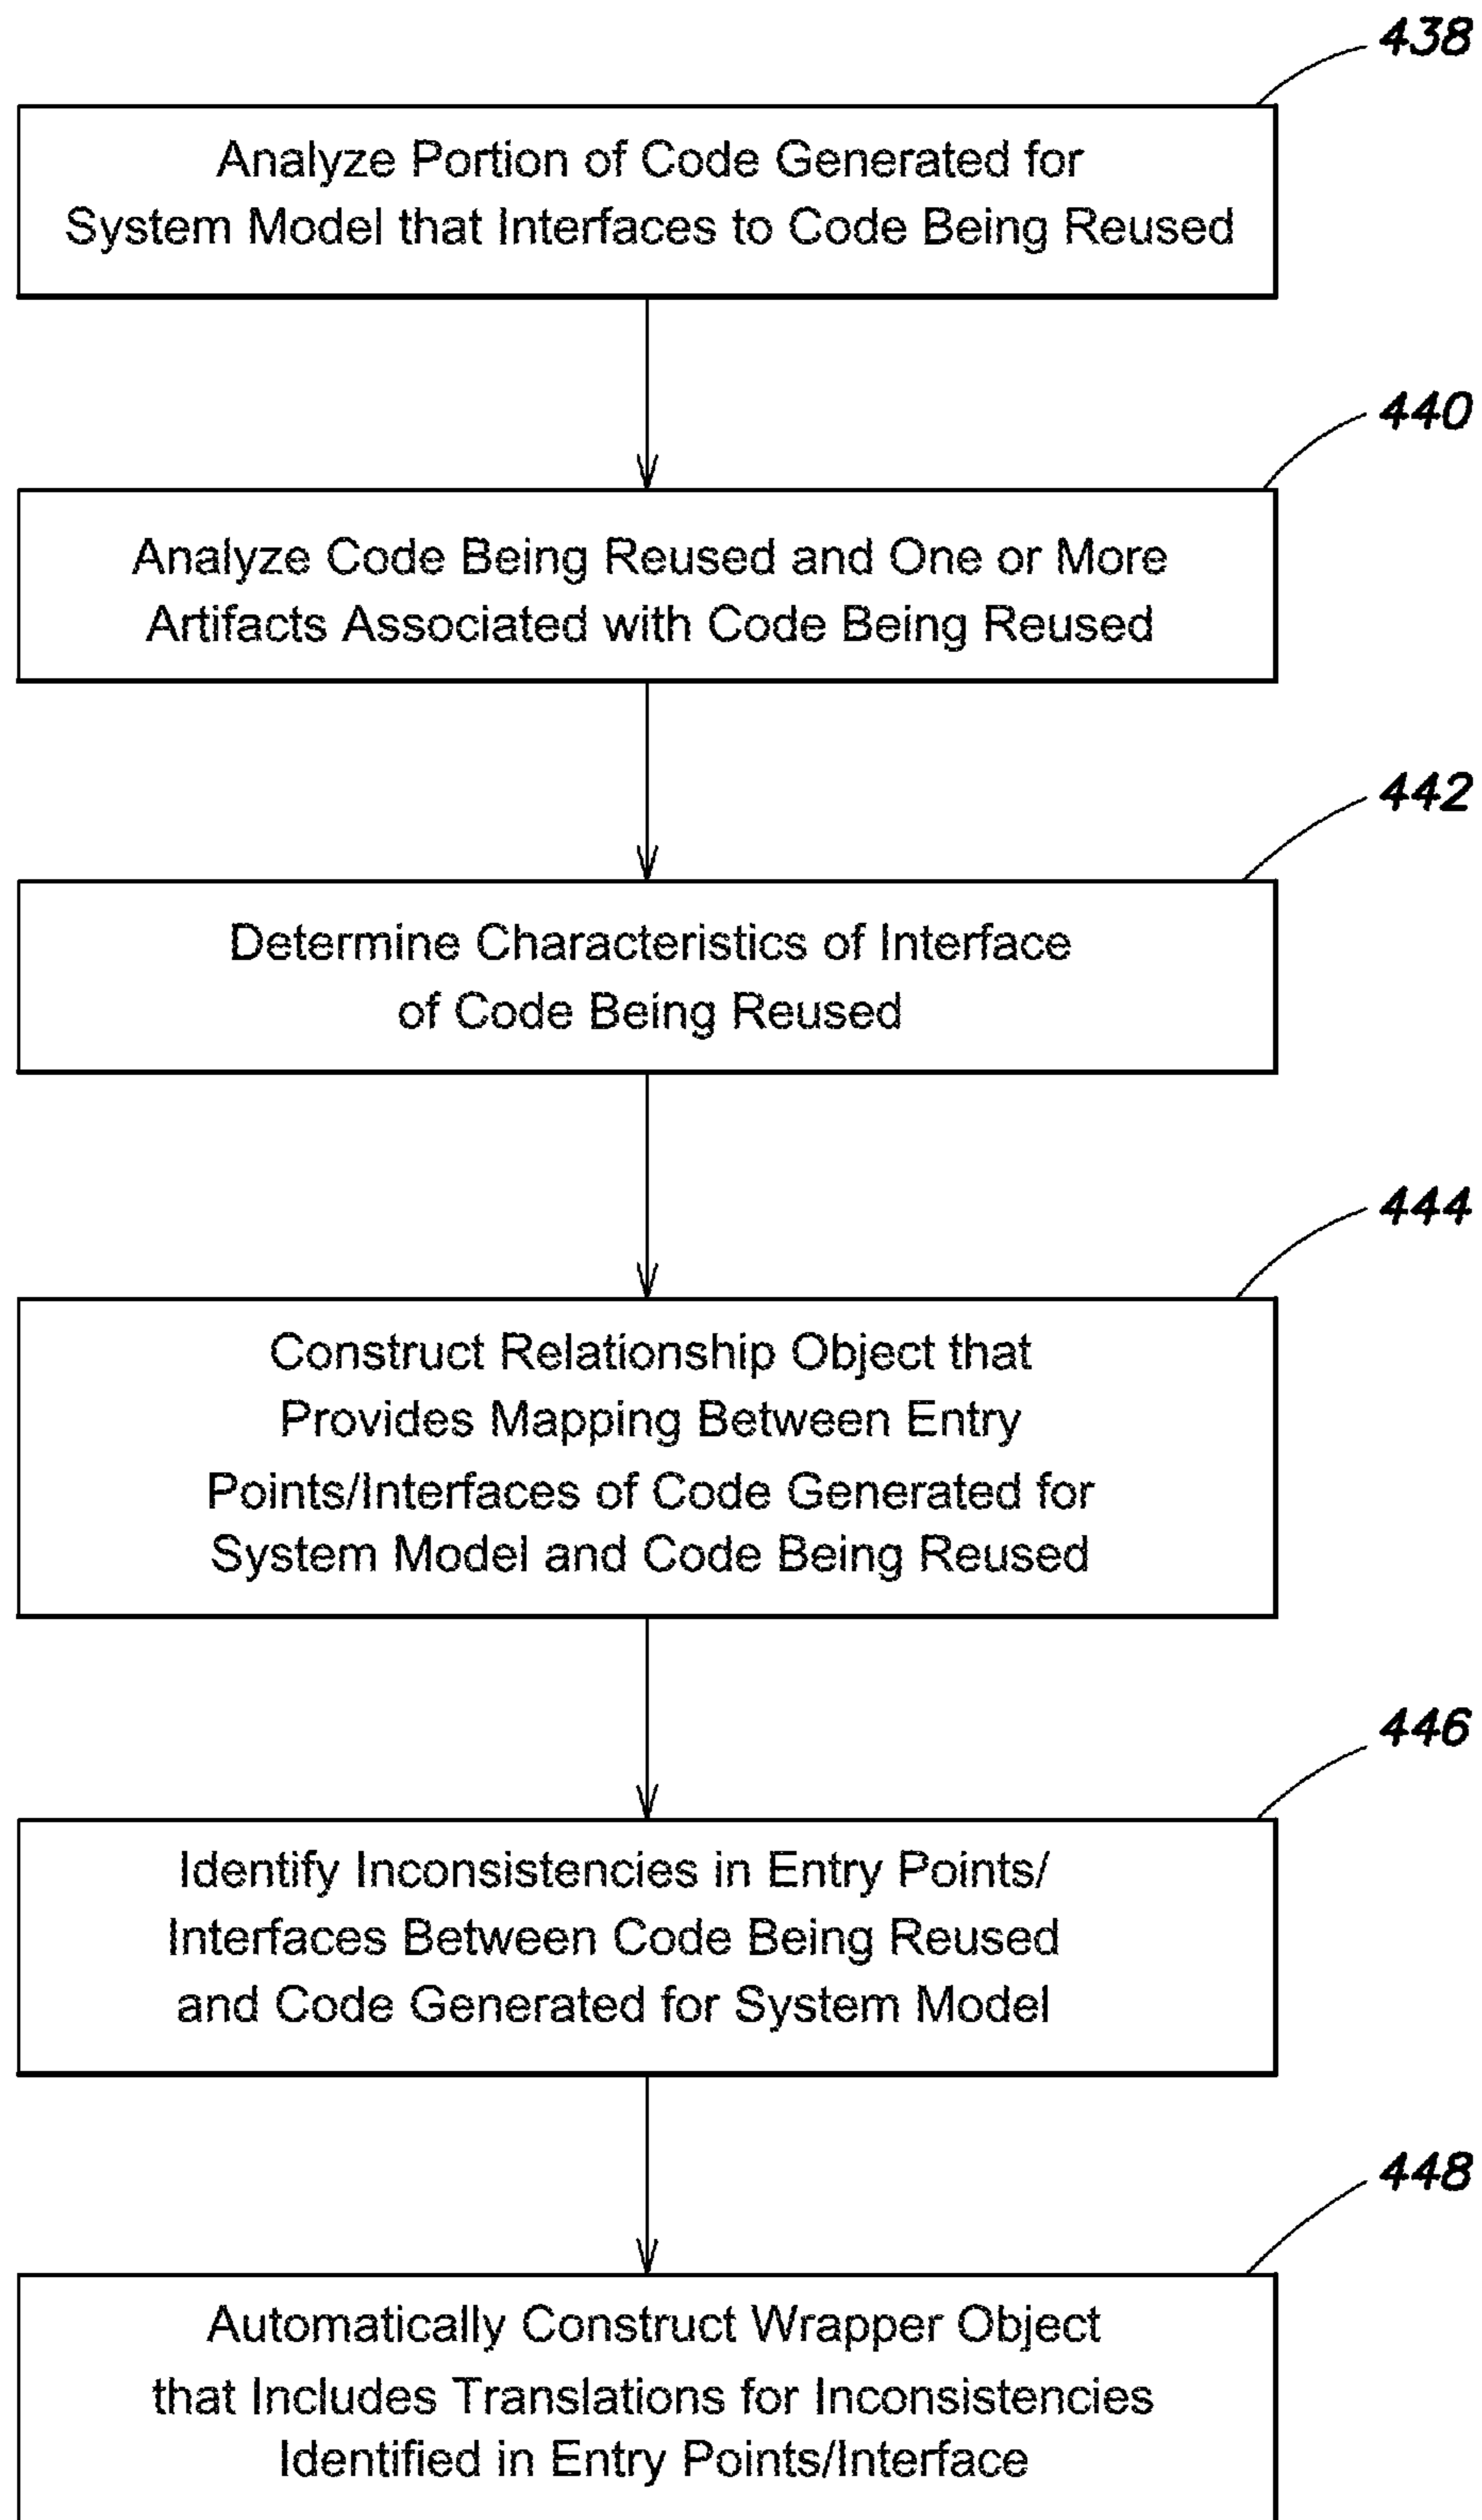 438
Analyze Portion of Code Generated for
System Model that Interfaces to Code Being Reused
440
Analyze Code Being Reused and One or More
Artifacts Associated with Code Being Reused
442
Determine Characteristics of Interface
of Code Being Reused
444
Construct Relationship Object that
Provides Mapping Between Entry
Points/Interfaces of Code Generated for
System Model and Code Being Reused
446
Identify Inconsistencies in Entry Points/
Interfaces Between Code Being Reused
and Code Generated for System Model
448
Automatically Construct Wrapper Object
that Includes Translations for Inconsistencies
Identified in Entry Points/Interface